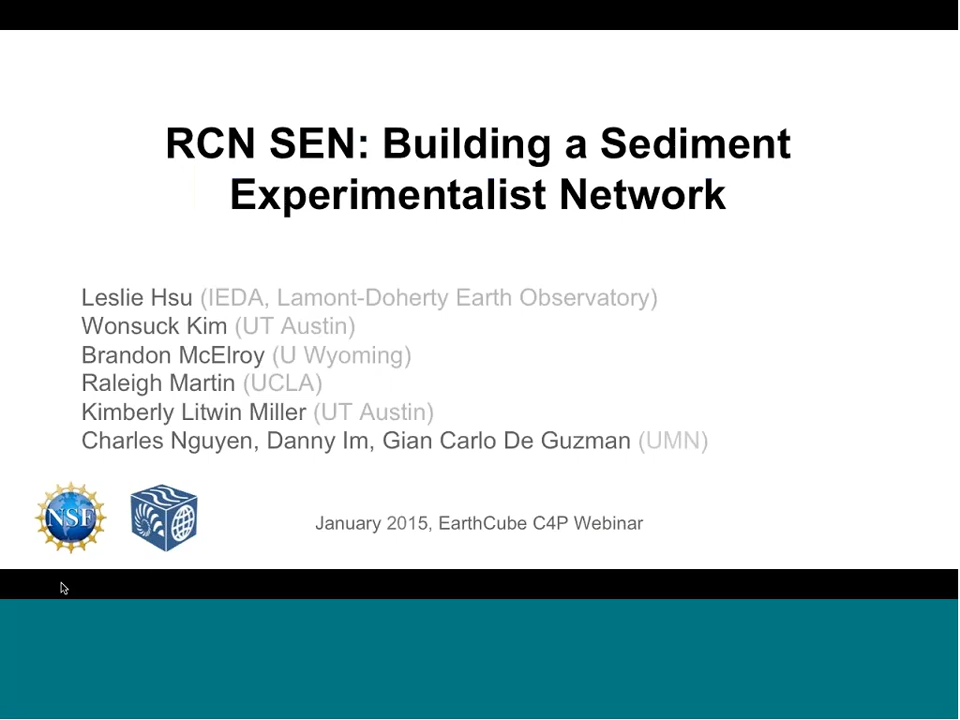 RCN SEN: Building a Sediment
Experimentalist Network
Leslie Hsu (IEDA, Lamont-Doherty Earth Observatory)
Wonsuck Kim (UT Austin)
Brandon McElroy (U Wyoming)
Raleigh Martin (UCLA)
Kimberly Litwin Miller (UT Austin)
Charles Nguyen, Danny Im, Gian Carlo De Guzman (UMN)
NSF
January 2015, EarthCube C4P Webinar